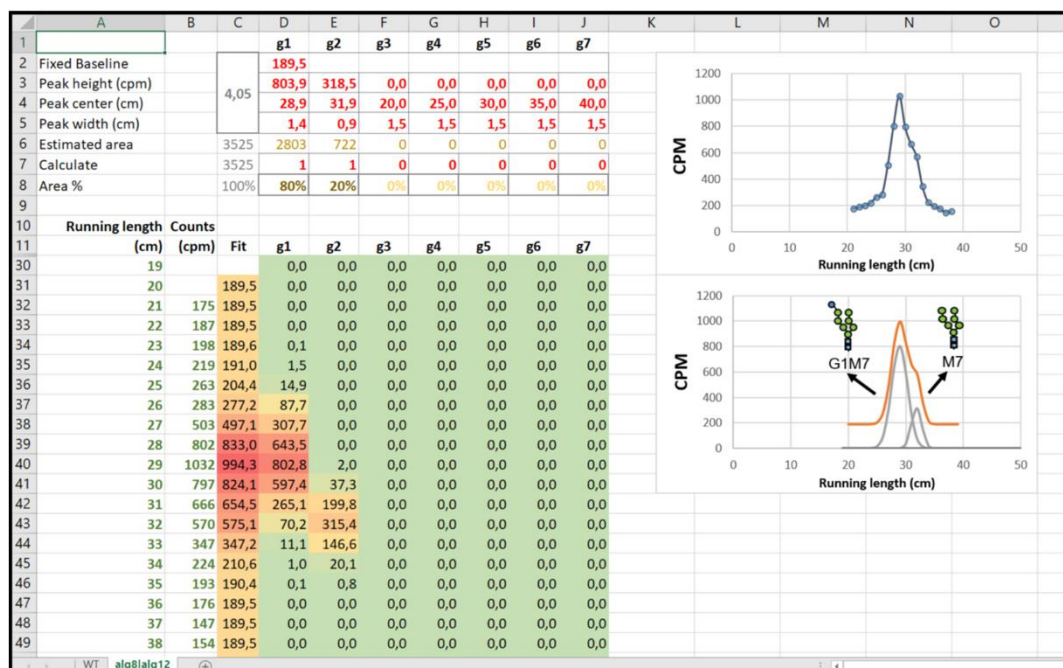 A B C D E F G H I J K L M N O
1 g1 g2 g3 g4 g5 g6 g7
2 Fixed Baseline 189,5
3 Peak height (cpm) 4,05 803,9 318,5 0,0 0,0 0,0 0,0 0,0
4 Peak center (cm) 28,9 31,9 20,0 25,0 30,0 35,0 40,0
5 Peak width (cm) 1,4 0,9 1,5 1,5 1,5 1,5 1,5
6 Estimated area 3525 2803 722 0 0 0 0 0
7 Calculate 3525 1 1 0 0 0 0 0
8 Area % 100% 80% 20% 0% 0% 0% 0% 0%
9
10 Running length Counts
11 (cm) (cpm) Fit g1 g2 g3 g4 g5 g6 g7
30 19 0,0 0,0 0,0 0,0 0,0 0,0 0,0
31 20 189,5 0,0 0,0 0,0 0,0 0,0 0,0 0,0
32 21 175 189,5 0,0 0,0 0,0 0,0 0,0 0,0 0,0
33 22 187 189,5 0,0 0,0 0,0 0,0 0,0 0,0 0,0
34 23 198 189,6 0,1 0,0 0,0 0,0 0,0 0,0 0,0
35 24 219 191,0 1,5 0,0 0,0 0,0 0,0 0,0 0,0
36 25 263 204,4 14,9 0,0 0,0 0,0 0,0 0,0 0,0
37 26 283 277,2 87,7 0,0 0,0 0,0 0,0 0,0 0,0
38 27 503 497,1 307,7 0,0 0,0 0,0 0,0 0,0 0,0
39 28 802 833,0 643,5 0,0 0,0 0,0 0,0 0,0 0,0
40 29 1032 994,3 802,8 2,0 0,0 0,0 0,0 0,0 0,0
41 30 797 824,1 597,4 37,3 0,0 0,0 0,0 0,0 0,0
42 31 666 654,5 265,1 199,8 0,0 0,0 0,0 0,0 0,0
43 32 570 575,1 70,2 315,4 0,0 0,0 0,0 0,0 0,0
44 33 347 347,2 11,1 146,6 0,0 0,0 0,0 0,0 0,0
45 34 224 210,6 1,0 20,1 0,0 0,0 0,0 0,0 0,0
46 35 193 190,4 0,1 0,8 0,0 0,0 0,0 0,0 0,0
47 36 176 189,5 0,0 0,0 0,0 0,0 0,0 0,0 0,0
48 37 147 189,5 0,0 0,0 0,0 0,0 0,0 0,0 0,0
49 38 154 189,5 0,0 0,0 0,0 0,0 0,0 0,0 0,0
WT alg8|alg12
1200
1000
800
600
400
200
0
CPM
0 10 20 30 40 50
Running length (cm)
1200
1000
800
600
400
200
0
CPM
G1M7 M7
0 10 20 30 40 50
Running length (cm)